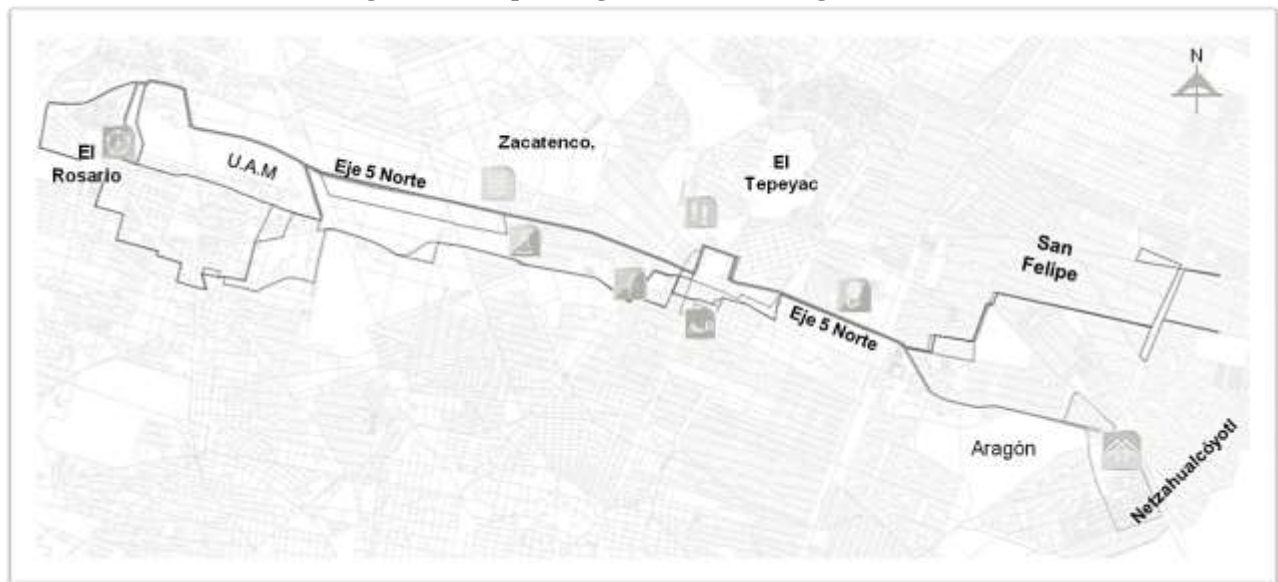 N
Zacatenco.
El
Tepeyac
El
Rosario
U.A.M
Eje 5 Norte
San
Felipe
Eje 5 Norte
Aragón
Netzahualcóyotl